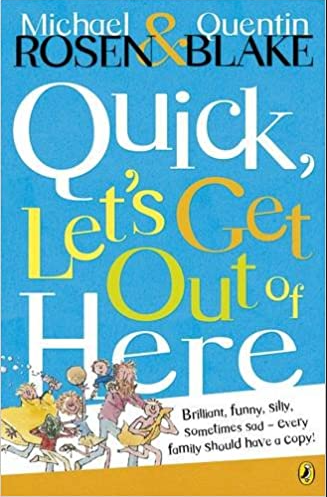 Michael & Quentin
ROSEN BLAKE
Quick,
Let's Get
Out of
Here
Brilliant, funny, silly,
sometimes sad – every
family should have a copy!